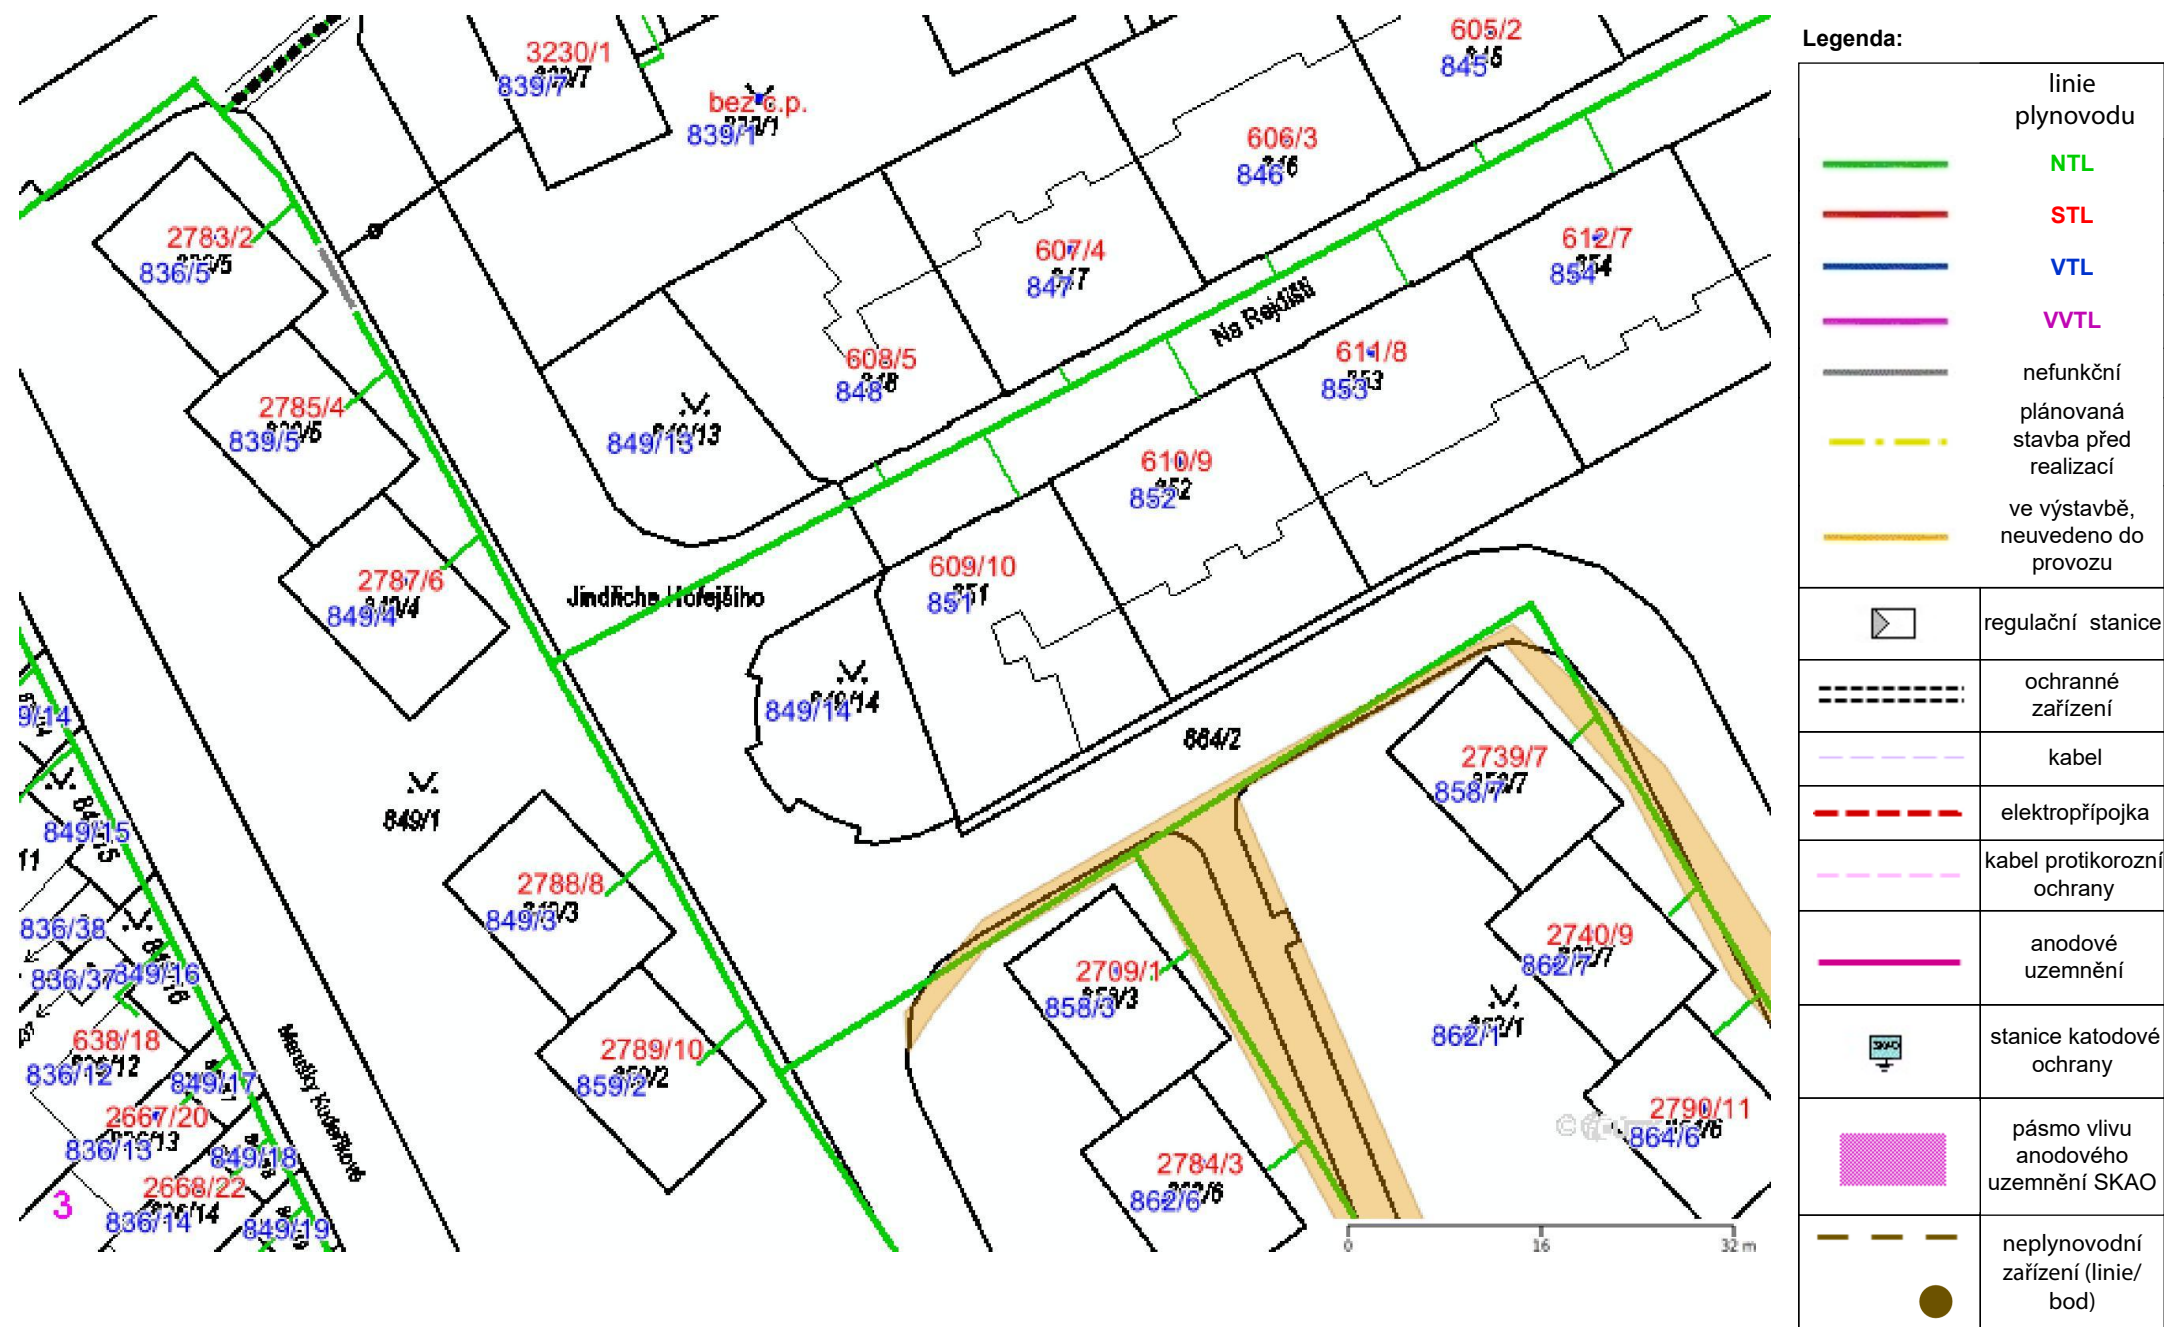 3230/1
839/7
bez č.p.
839/1
605/2
845
606/3
846
2783/2
836/5
607/4
847
612/7
854
Na Rejdišti
608/5
848
611/8
853
2785/4
839/5
849/13
610/9
852
2787/6
849/4
Jindřicha Hořejšího
609/10
851
849/14
664/2
9/14
849/1
849/15
11
2739/7
858/7
2788/8
849/3
836/38
836/37
849/16
2740/9
862/7
2709/1
858/3
862/1
638/18
836/12
849/17
2789/10
859/2
Marušky Kudeříkové
2667/20
836/13
849/18
2790/11
864/6
2784/3
862/6
2668/22
836/14
849/19
3
0 16 32 m
Legenda:
linie
plynovodu
NTL
STL
VTL
VVTL
nefunkční
plánovaná
stavba před
realizací
ve výstavbě,
neuvedeno do
provozu
regulační stanice
ochranné
zařízení
kabel
elektropřípojka
kabel protikorozní
ochrany
anodové
uzemnění
SKAO
stanice katodové
ochrany
pásmo vlivu
anodového
uzemnění SKAO
neplynovodní
zařízení (linie/
bod)